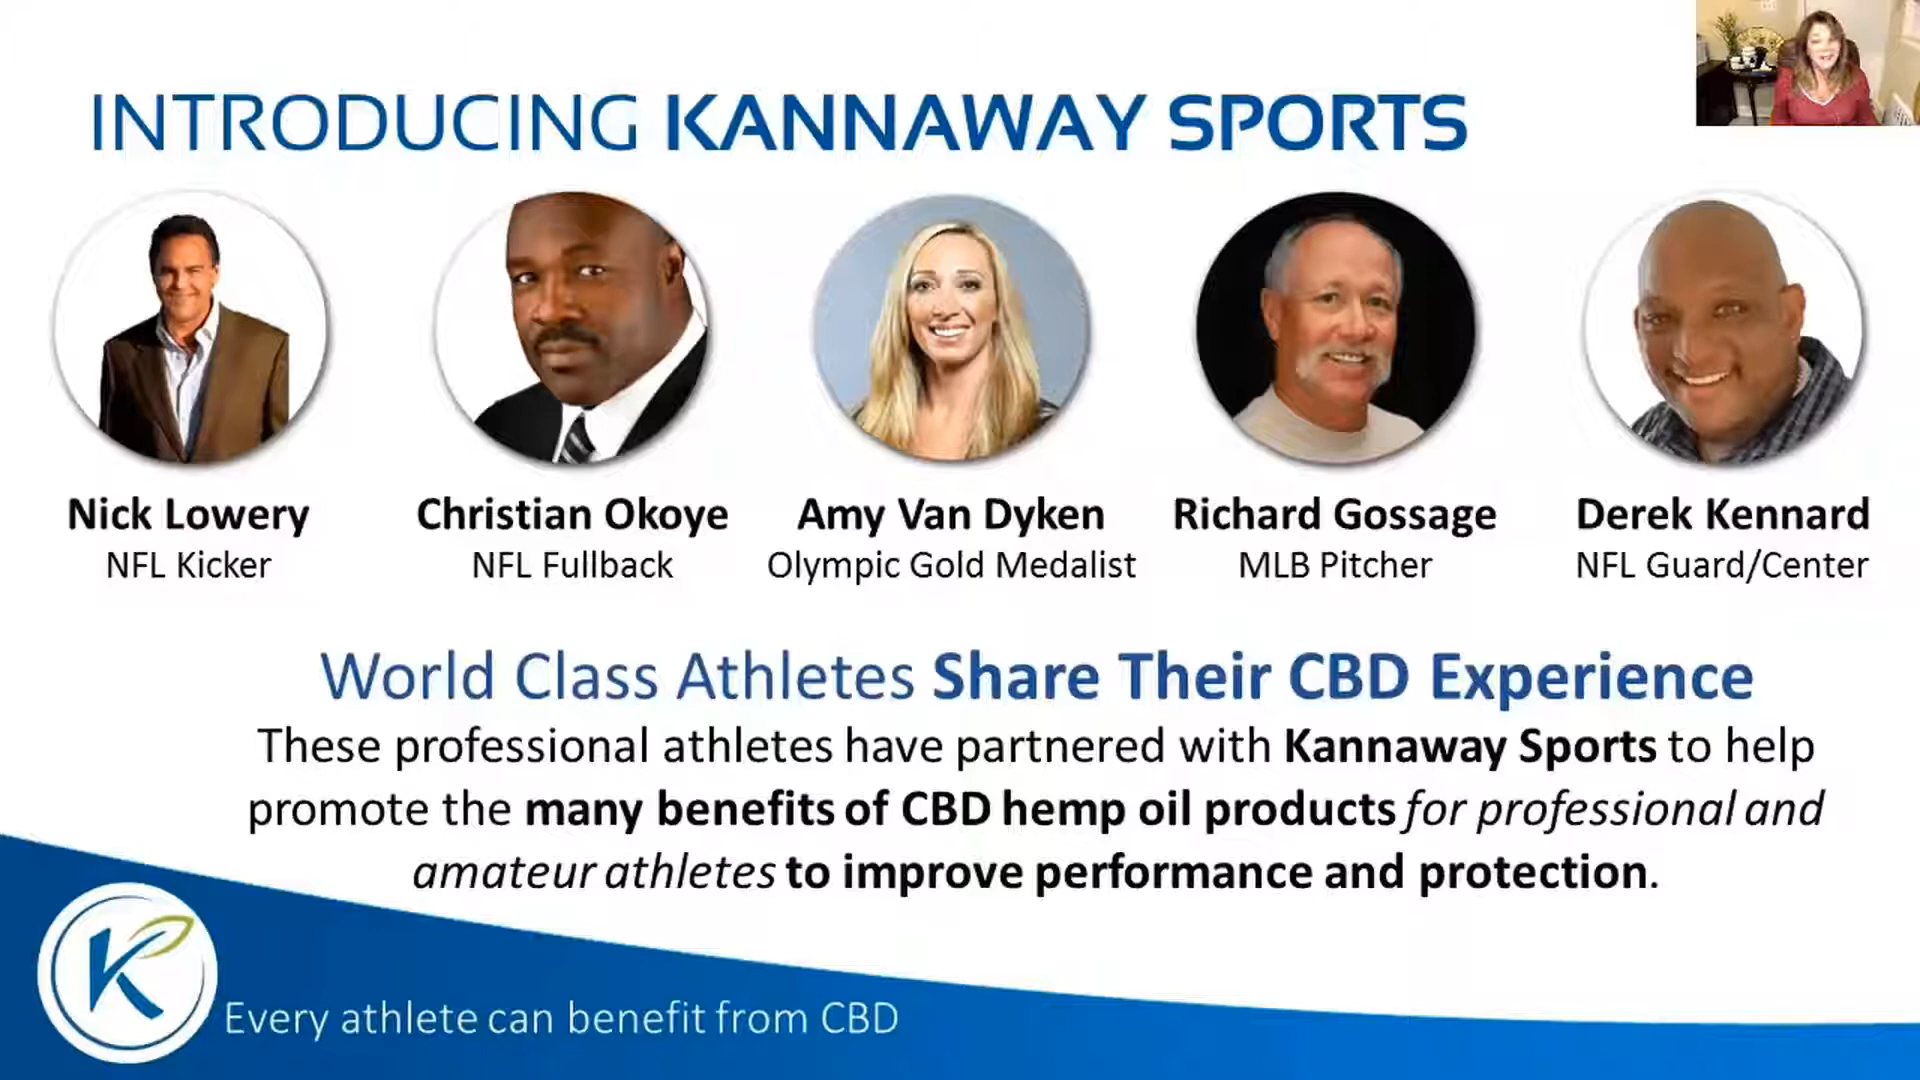 INTRODUCING KANNAWAY SPORTS
Nick Lowery
NFL Kicker
Christian Okoye
NFL Fullback
Amy Van Dyken
Olympic Gold Medalist
Richard Gossage
MLB Pitcher
Derek Kennard
NFL Guard/Center
World Class Athletes Share Their CBD Experience
These professional athletes have partnered with Kannaway Sports to help
promote the many benefits of CBD hemp oil products for professional and
amateur athletes to improve performance and protection.
K
Every athlete can benefit from CBD